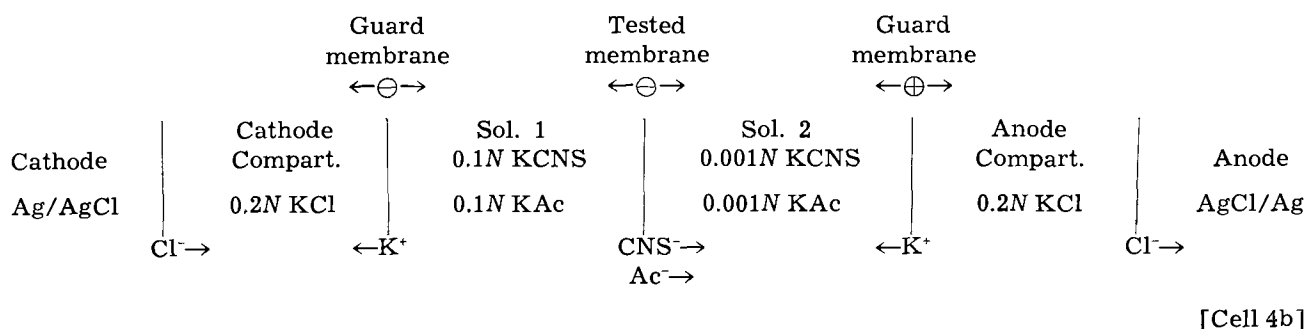 Guard Tested Guard
membrane membrane membrane
←⊖→ ←⊖→ ←⊕→
Cathode Sol. 1 Sol. 2 Anode
Cathode Compart. 0.1N KCNS 0.001N KCNS Compart. Anode
Ag/AgCl 0.2N KCl 0.1N KAc 0.001N KAc 0.2N KCl AgCl/Ag
Cl⁻→ ←K⁺ CNS⁻→ ←K⁺ Cl⁻→
Ac⁻→
[Cell 4b]